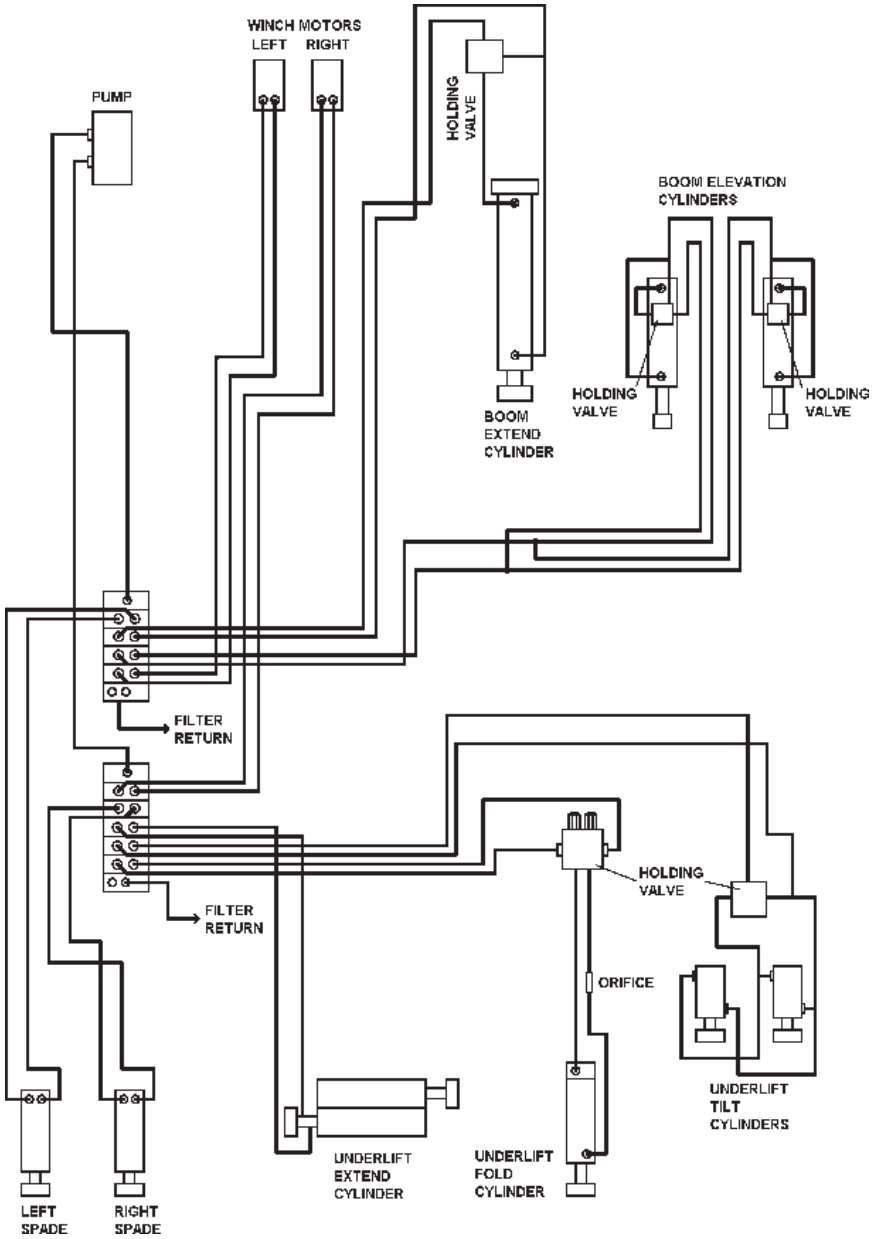 WINCH MOTORS
LEFT RIGHT
PUMP
HOLDING
VALVE
BOOM ELEVATION
CYLINDERS
HOLDING
VALVE
HOLDING
VALVE
BOOM
EXTEND
CYLINDER
FILTER
RETURN
HOLDING
VALVE
FILTER
RETURN
ORIFICE
UNDERLIFT
TILT
CYLINDERS
UNDERLIFT
EXTEND
CYLINDER
UNDERLIFT
FOLD
CYLINDER
LEFT
SPADE
RIGHT
SPADE